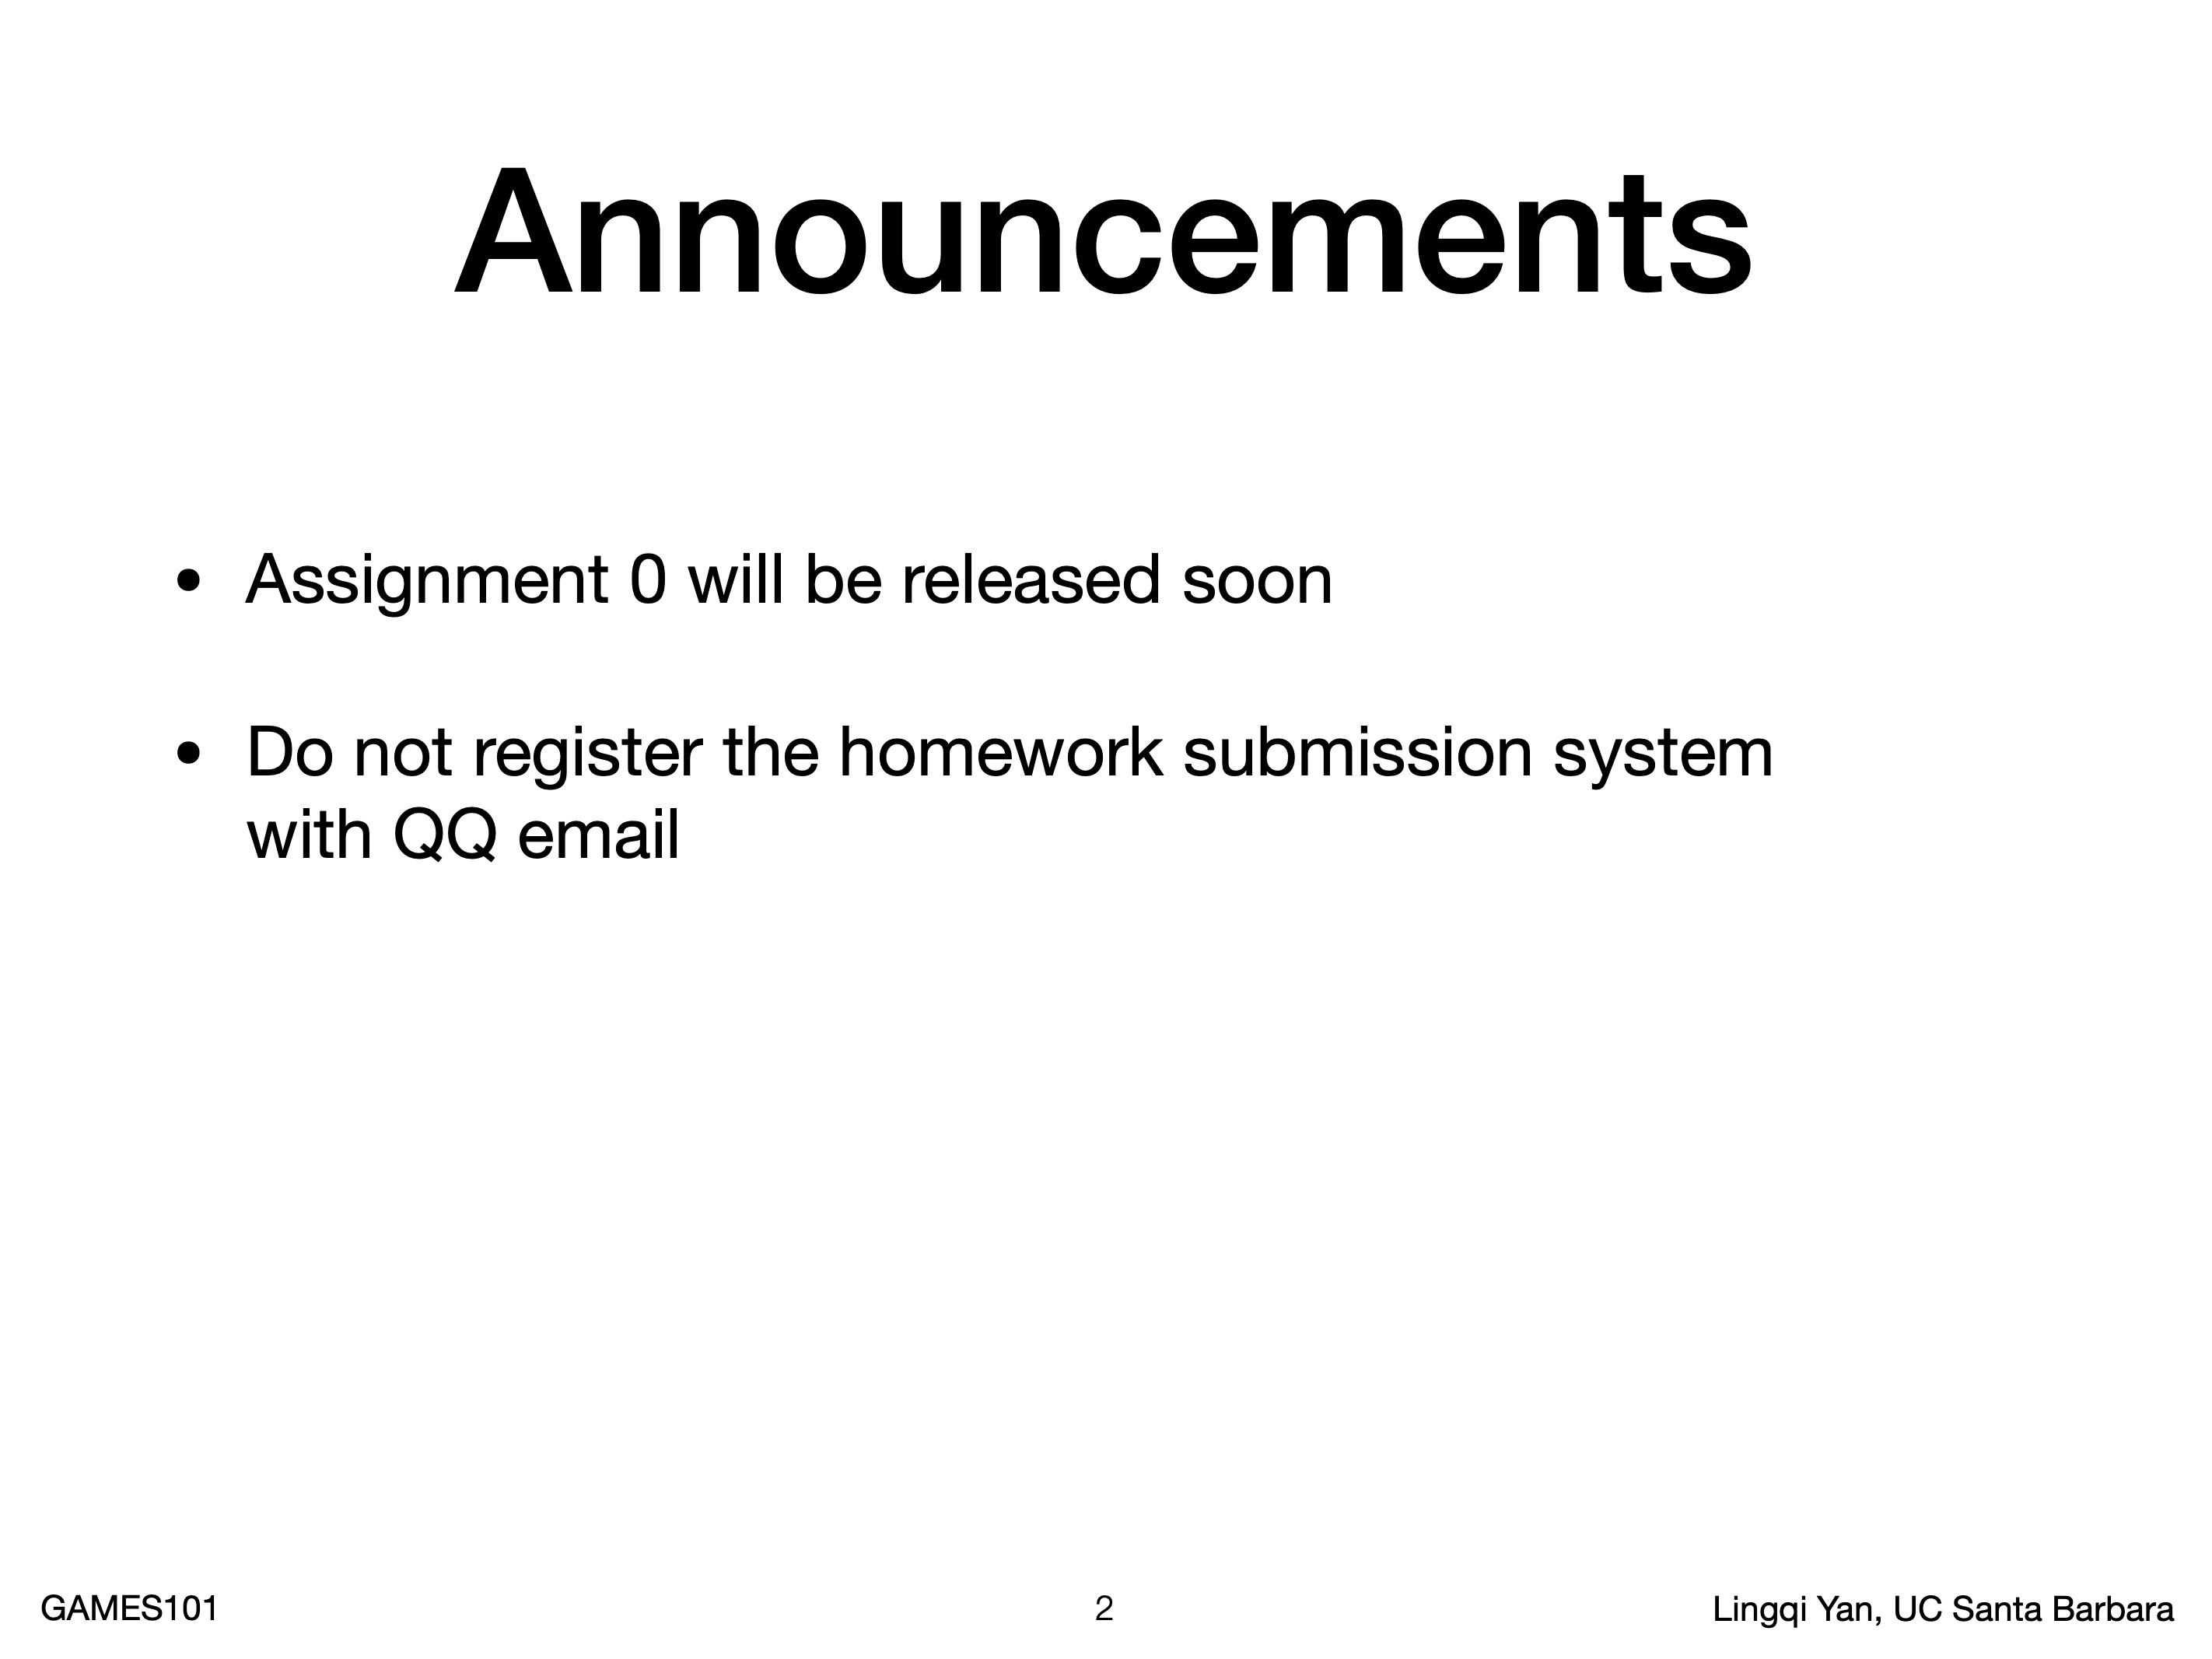 Announcements
• Assignment 0 will be released soon
• Do not register the homework submission system
with QQ email
GAMES101
2
Lingqi Yan, UC Santa Barbara